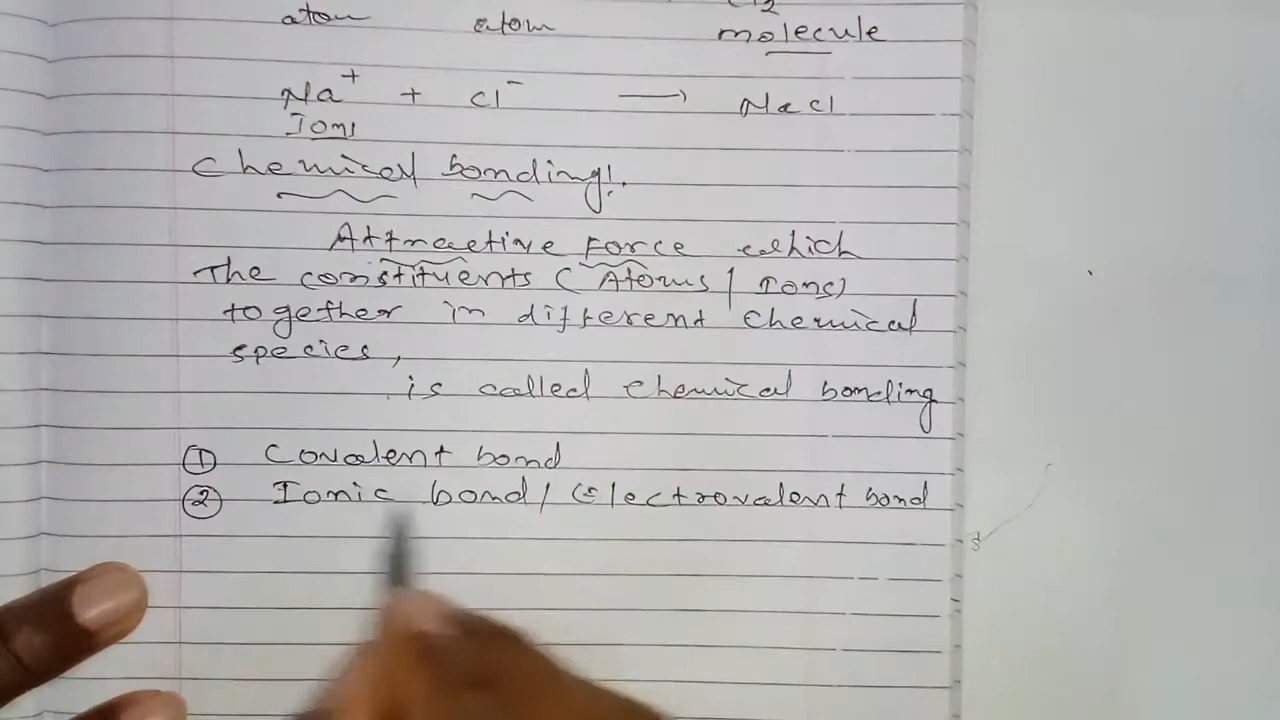 Cl2
atom atom molecule
Na+ + Cl- → NaCl
Ions
Chemical bonding:
Attractive Force which
The constituents (Atoms / Ions)
together in different chemical
species,
is called chemical bonding
① Covalent bond
② Ionic bond / Electrovalent bond